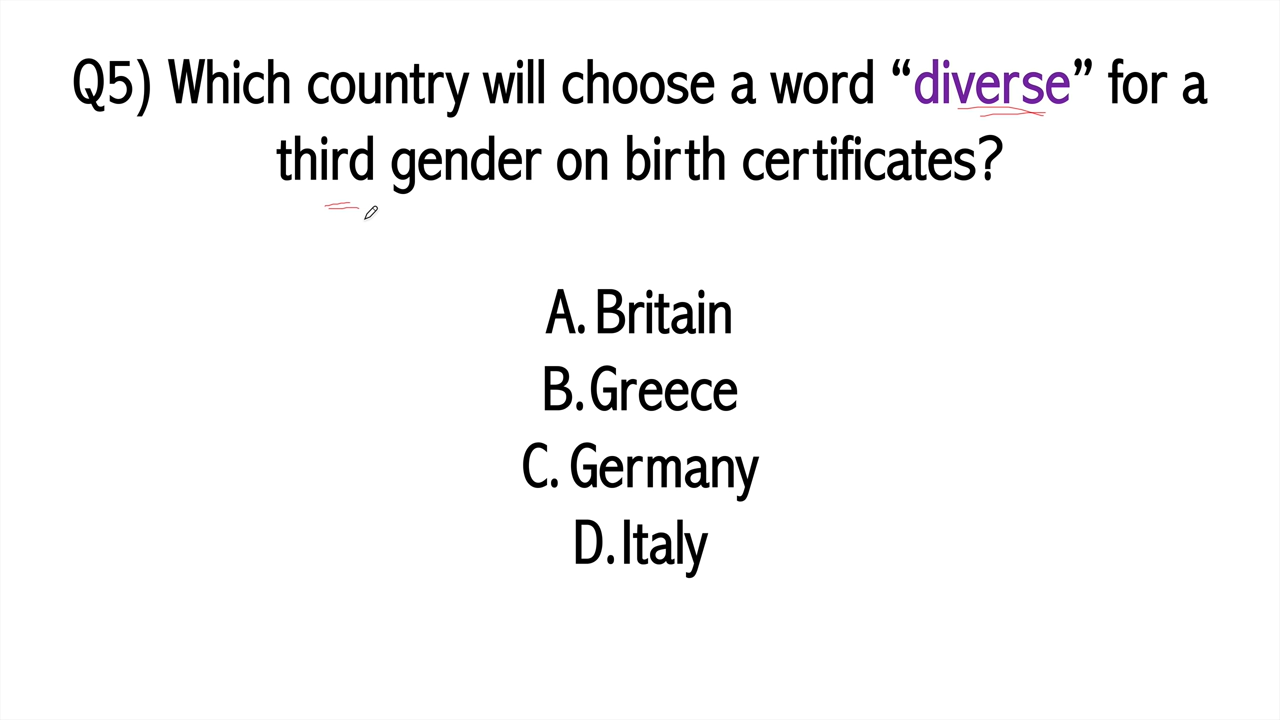 Q5) Which country will choose a word “diverse” for a
third gender on birth certificates?
A. Britain
B. Greece
C. Germany
D. Italy